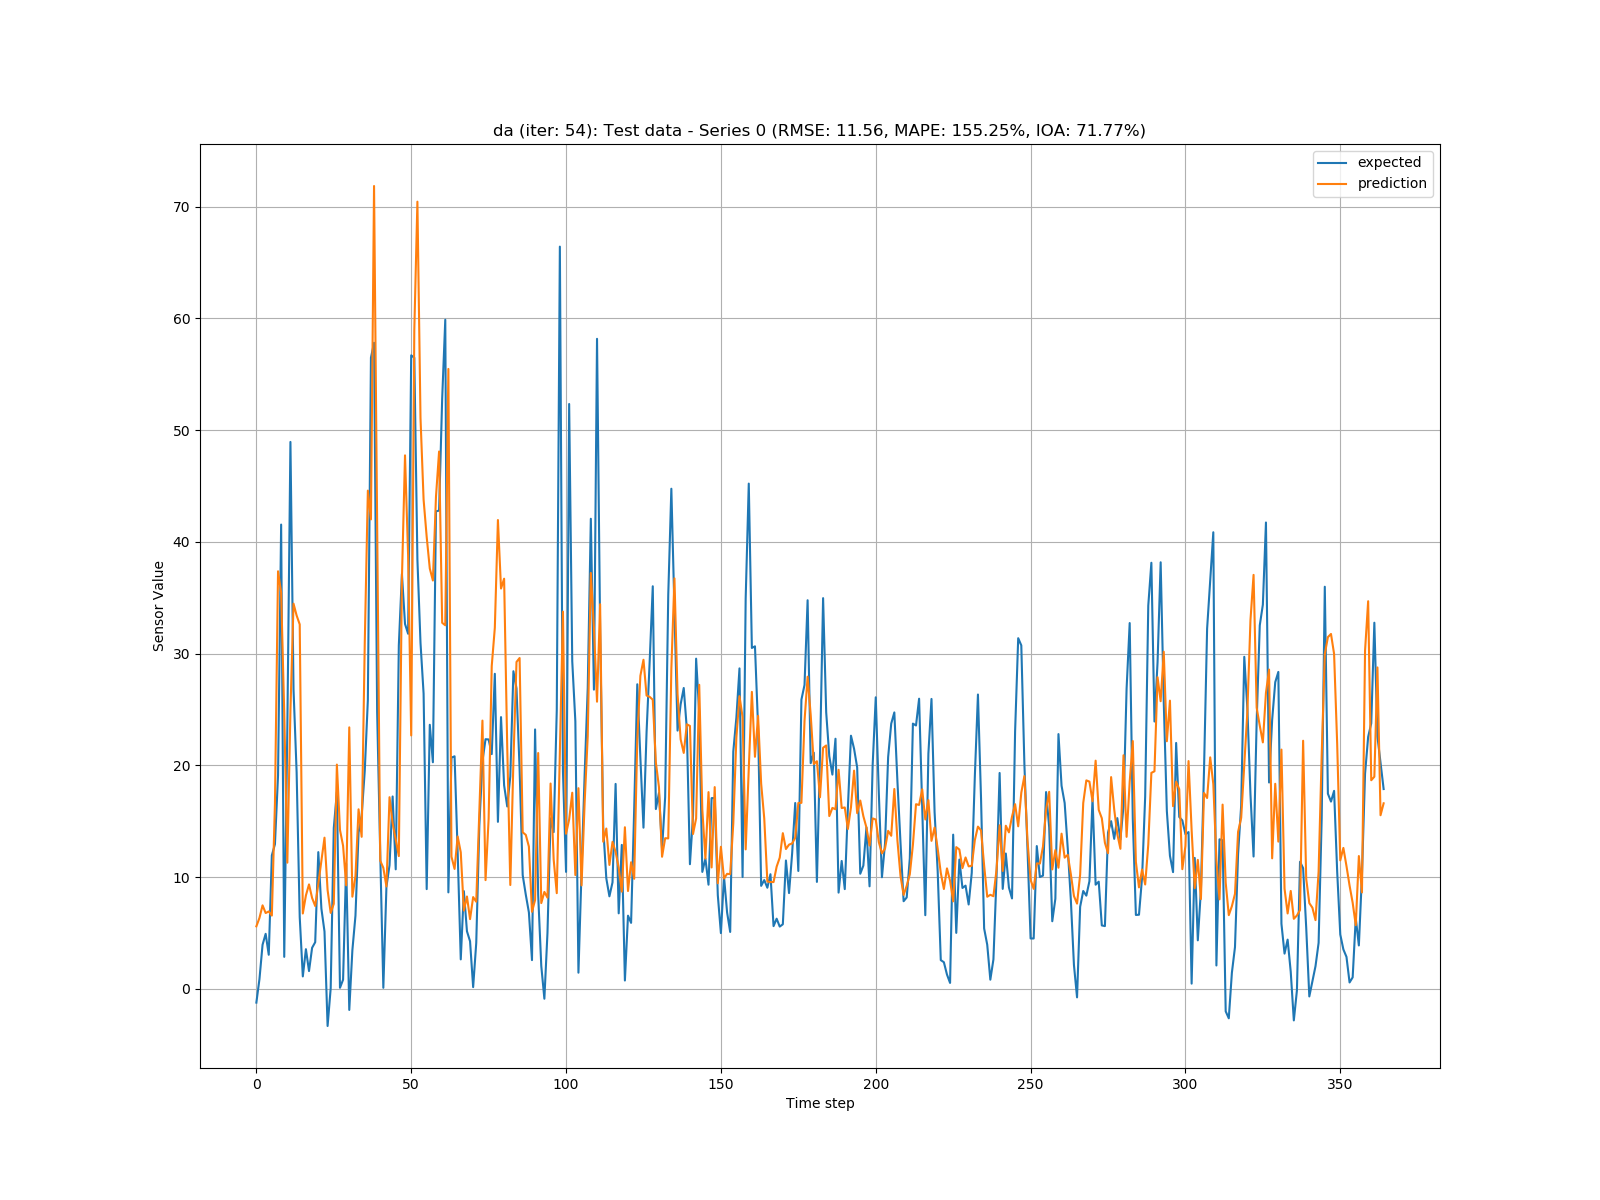 da (iter: 54): Test data - Series 0 (RMSE: 11.56, MAPE: 155.25%, IOA: 71.77%)
expected
prediction
70
60
50
40
30
20
10
0
Sensor Value
0 50 100 150 200 250 300 350
Time step